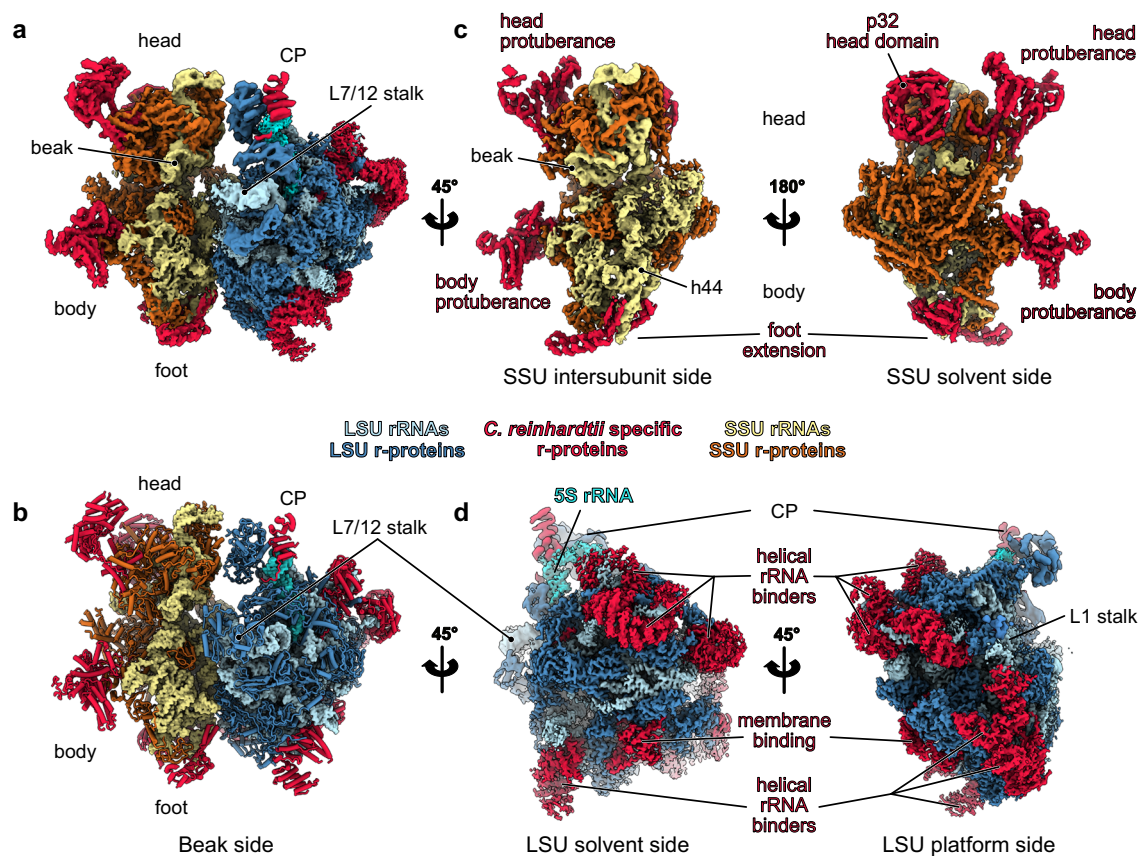 a
head
CP
L7/12 stalk
beak
body
foot
45°
c
head
protuberance
beak
body
protuberance
h44
SSU intersubunit side
head
180°
body
foot
extension
p32
head domain
head
protuberance
body
protuberance
SSU solvent side
LSU rRNAs
LSU r-proteins
C. reinhardtii specific
r-proteins
SSU rRNAs
SSU r-proteins
b
head
CP
L7/12 stalk
body
foot
Beak side
45°
d
5S rRNA
CP
helical
rRNA
binders
45°
L1 stalk
membrane
binding
helical
rRNA
binders
LSU solvent side
LSU platform side